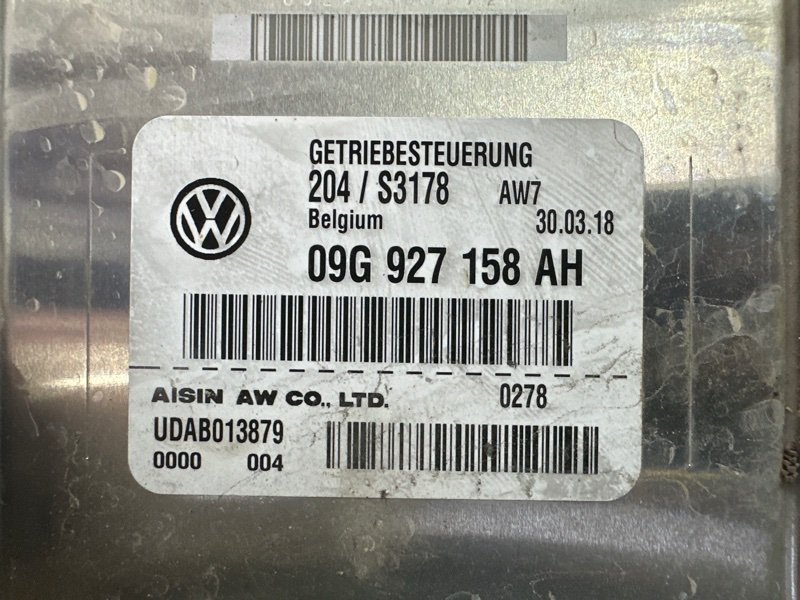 GETRIEBESTEUERUNG
204 / S3178 AW7
Belgium 30.03.18
09G 927 158 AH
AISIN AW CO., LTD. 0278
UDAB013879
0000 004